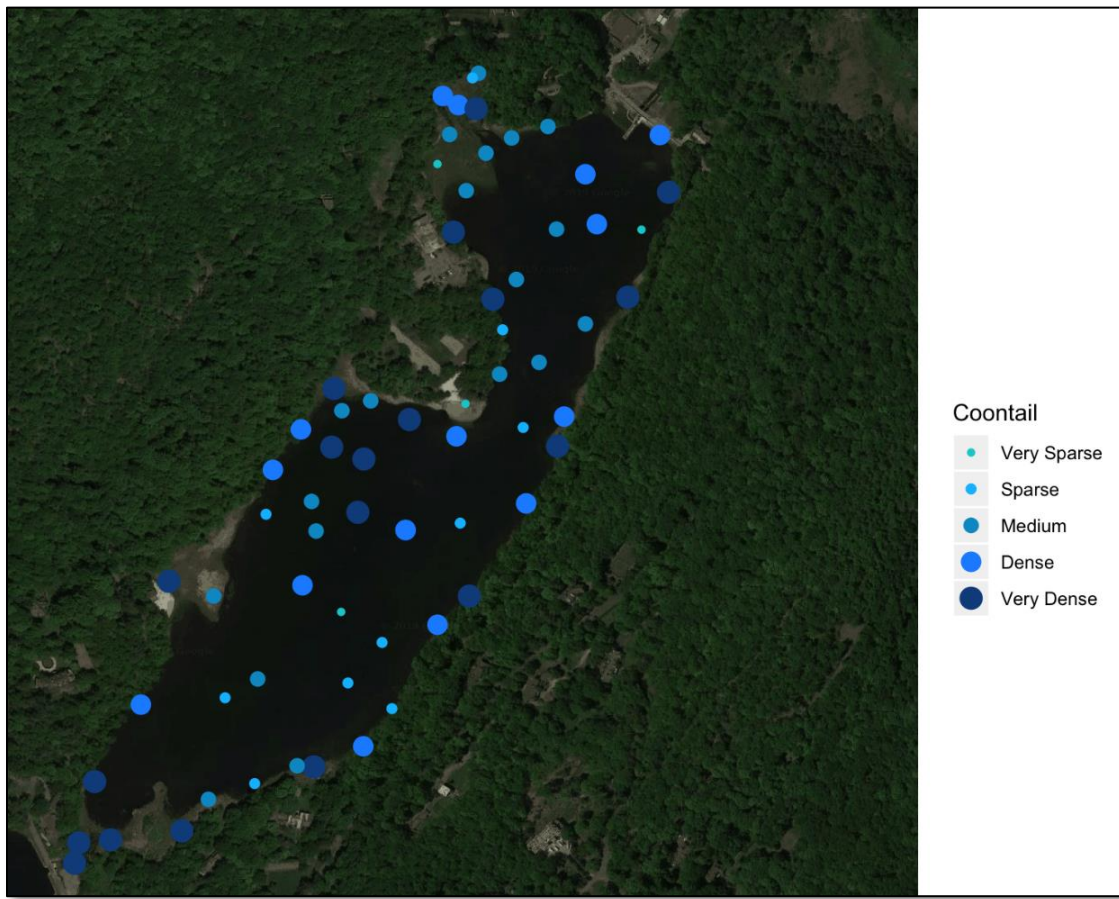 Coontail
Very Sparse
Sparse
Medium
Dense
Very Dense